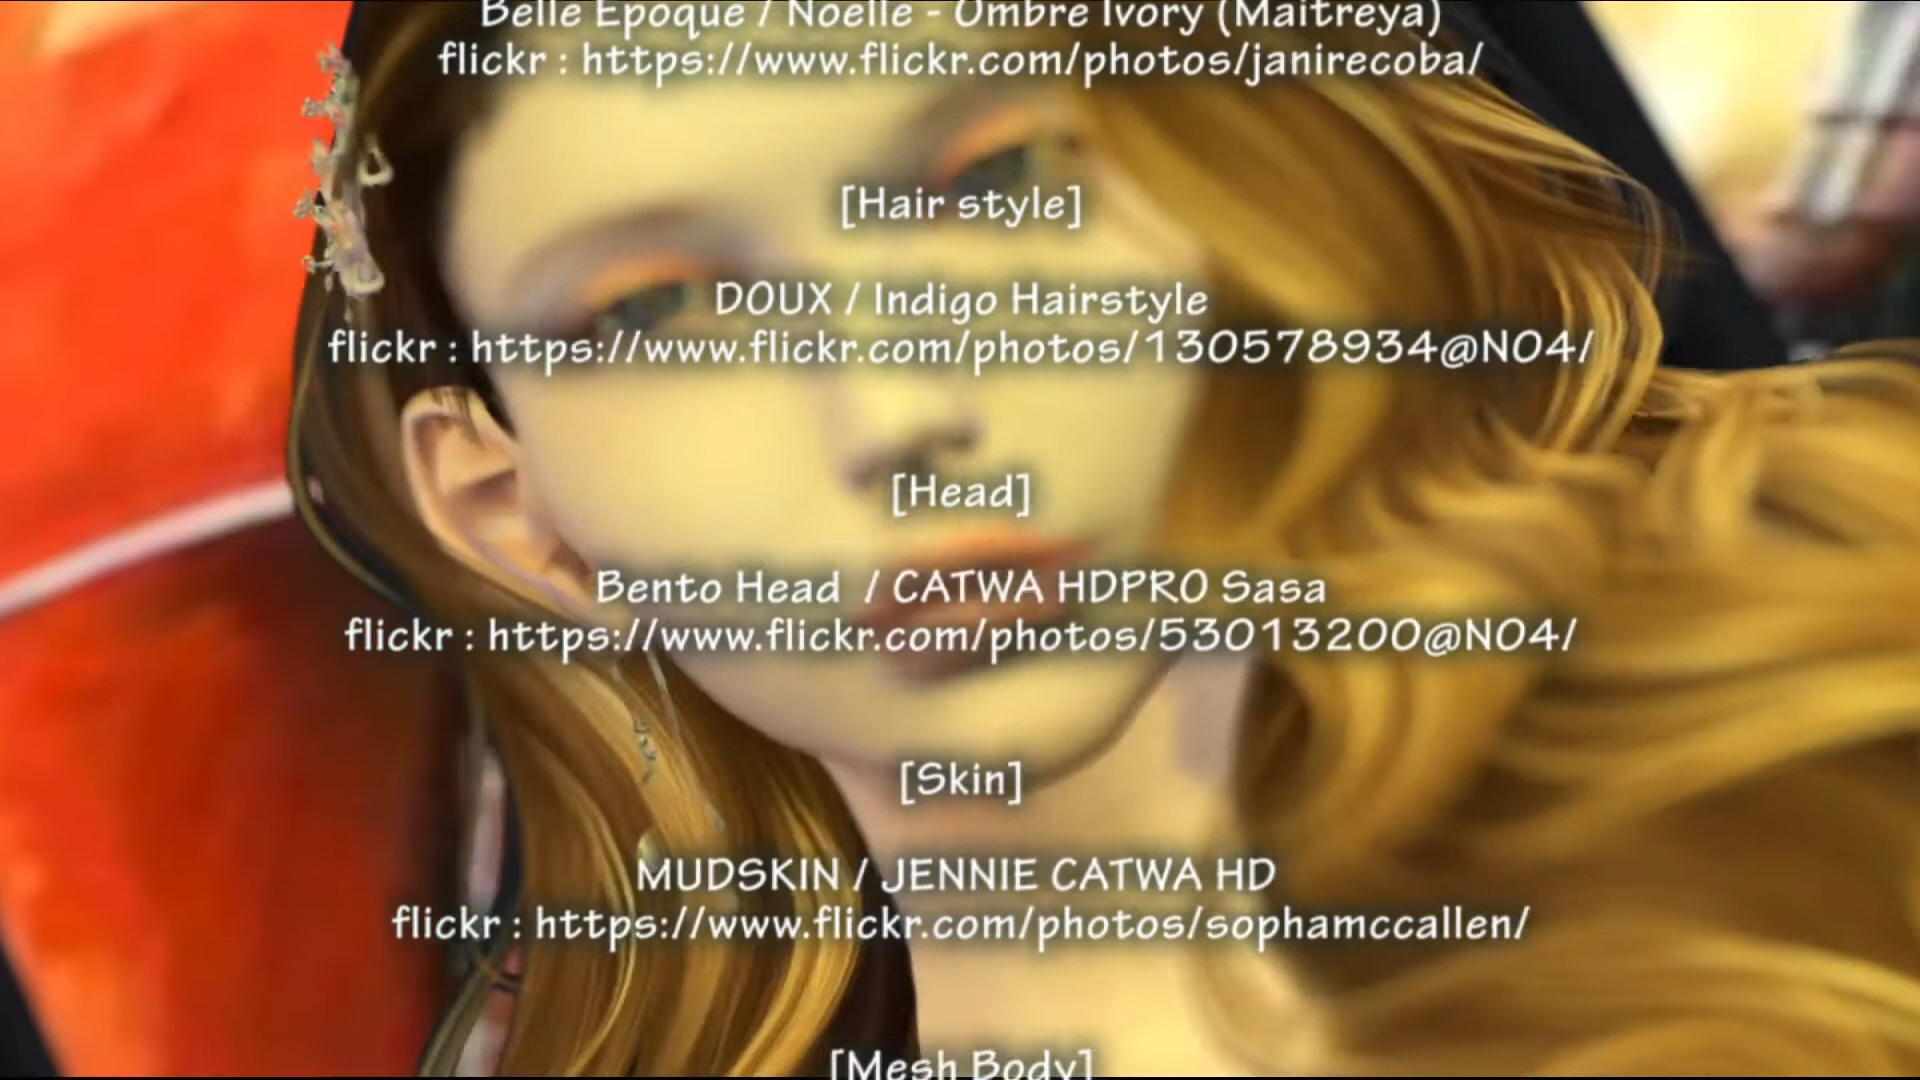 Belle Epoque / Noelle - Ombre Ivory (Maitreya)
flickr : https://www.flickr.com/photos/janirecoba/
[Hair style]
DOUX / Indigo Hairstyle
flickr : https://www.flickr.com/photos/130578934@N04/
[Head]
Bento Head / CATWA HDPRO Sasa
flickr : https://www.flickr.com/photos/53013200@N04/
[Skin]
MUDSKIN / JENNIE CATWA HD
flickr : https://www.flickr.com/photos/sophamccallen/
[Mesh Body]